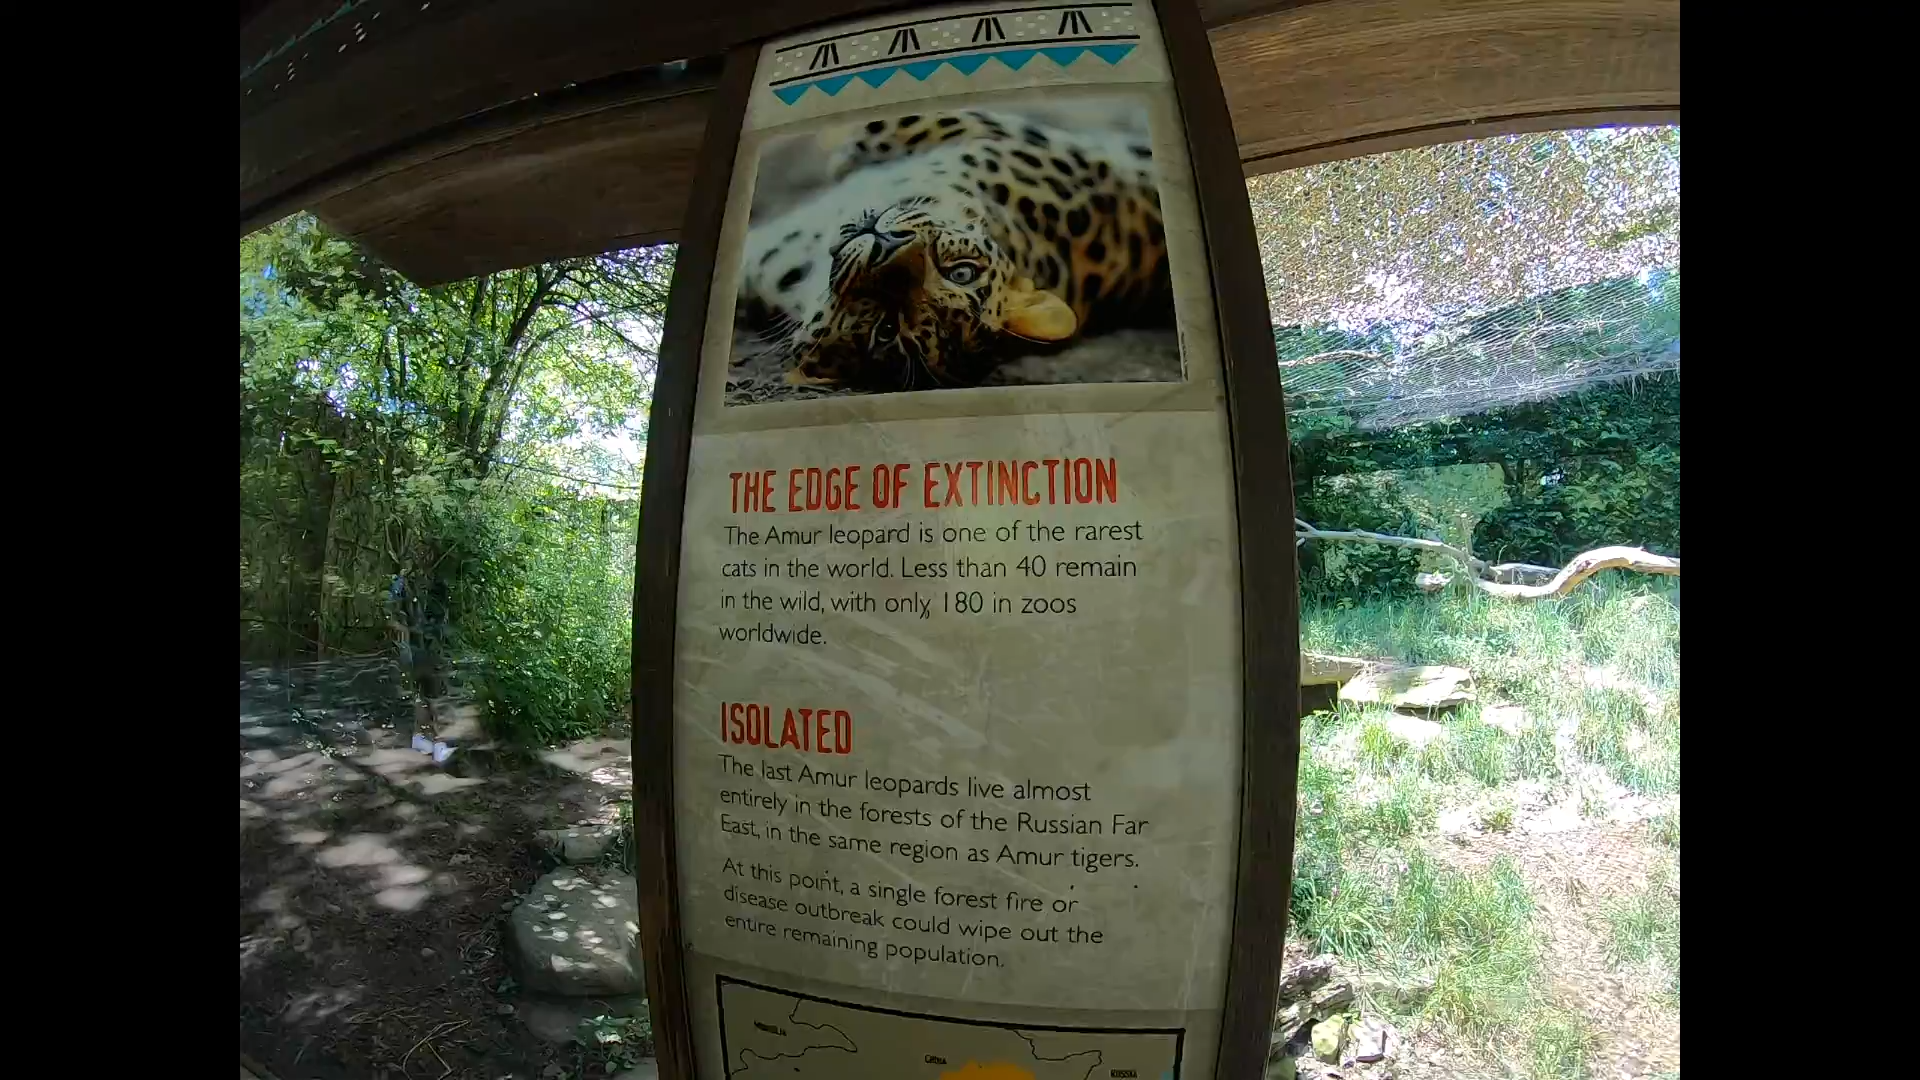 THE EDGE OF EXTINCTION
The Amur leopard is one of the rarest
cats in the world. Less than 40 remain
in the wild, with only 180 in zoos
worldwide.
ISOLATED
The last Amur leopards live almost
entirely in the forests of the Russian Far
East, in the same region as Amur tigers.
At this point, a single forest fire or
disease outbreak could wipe out the
entire remaining population.
MONGOLIA
CHINA
RUSSIA